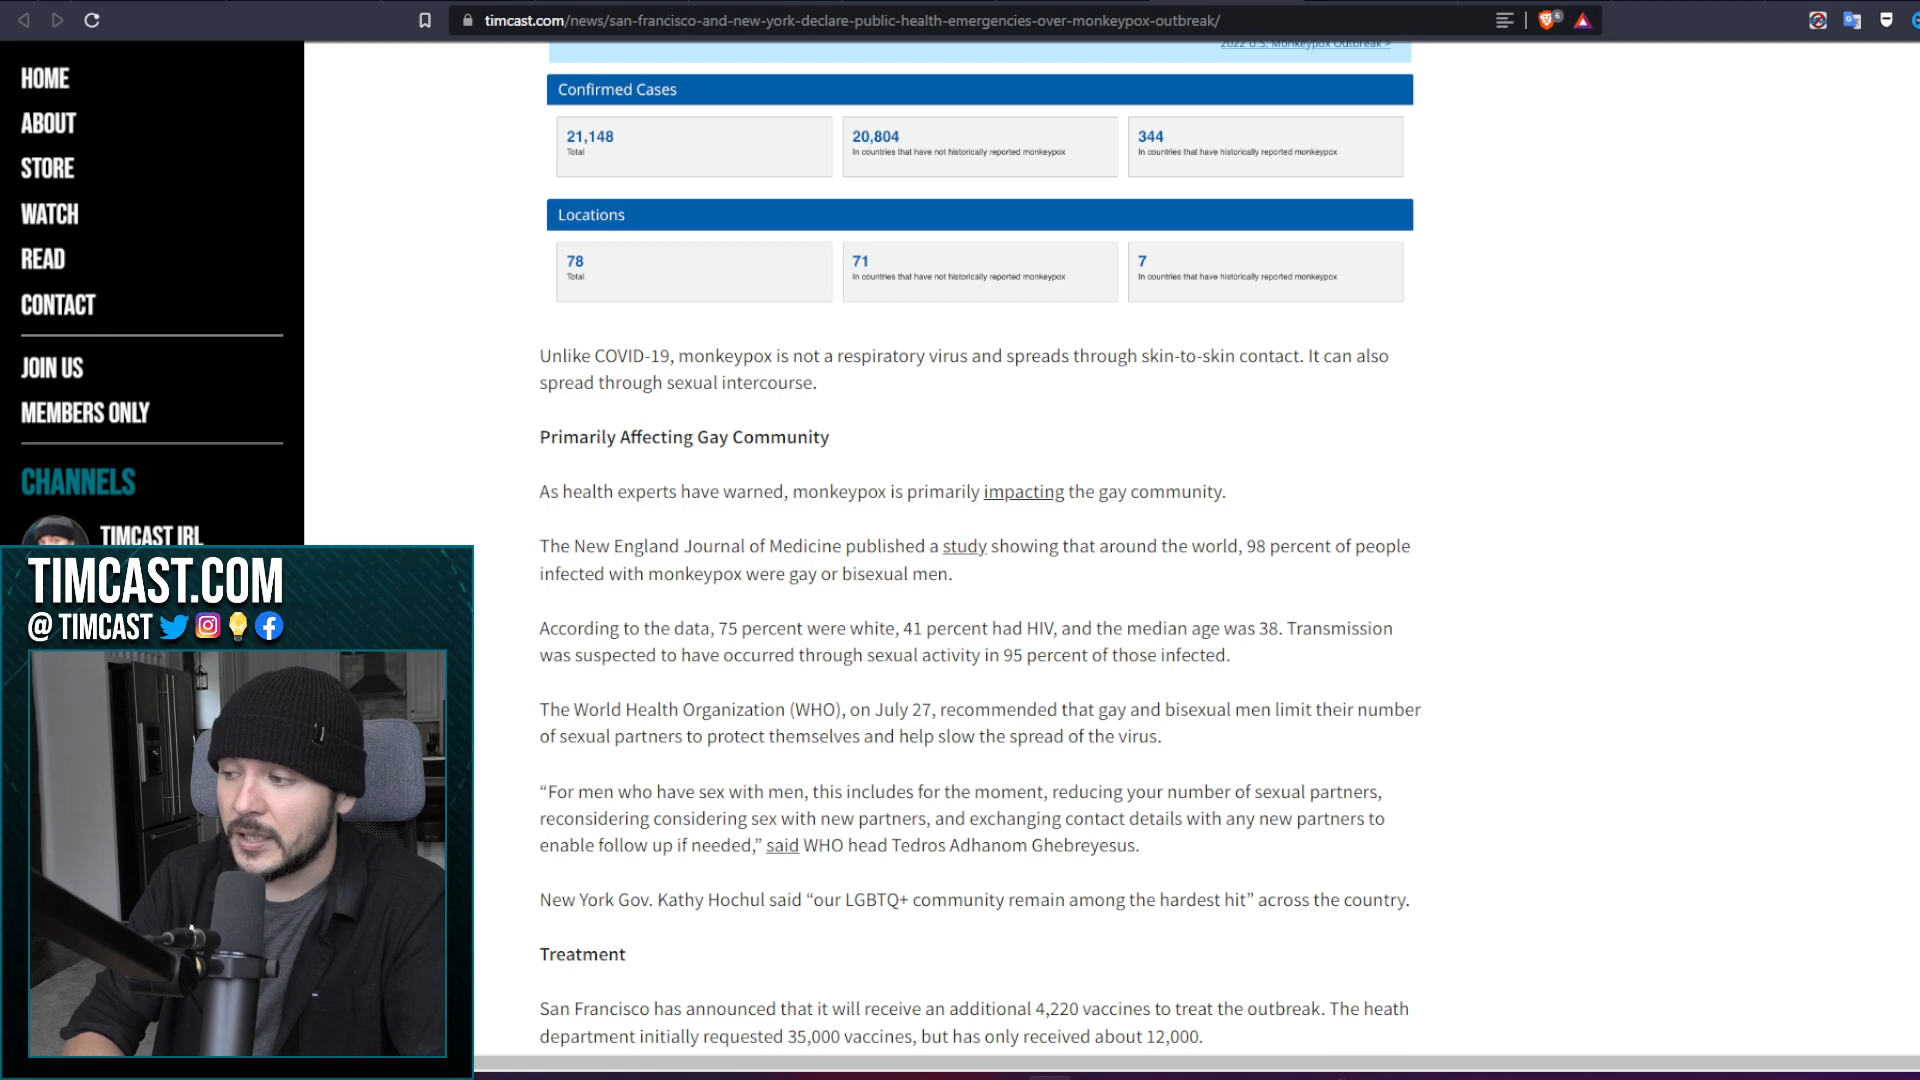 timcast.com/news/san-francisco-and-new-york-declare-public-health-emergencies-over-monkeypox-outbreak/
6
HOME
ABOUT
STORE
WATCH
READ
CONTACT
JOIN US
MEMBERS ONLY
CHANNELS
TIMCAST IRL
2022 U.S. Monkeypox Outbreak >
Confirmed Cases
21,148
Total
20,804
In countries that have not historically reported monkeypox
344
In countries that have historically reported monkeypox
Locations
78
Total
71
In countries that have not historically reported monkeypox
7
In countries that have historically reported monkeypox
Unlike COVID-19, monkeypox is not a respiratory virus and spreads through skin-to-skin contact. It can also
spread through sexual intercourse.
Primarily Affecting Gay Community
As health experts have warned, monkeypox is primarily impacting the gay community.
The New England Journal of Medicine published a study showing that around the world, 98 percent of people
infected with monkeypox were gay or bisexual men.
According to the data, 75 percent were white, 41 percent had HIV, and the median age was 38. Transmission
was suspected to have occurred through sexual activity in 95 percent of those infected.
The World Health Organization (WHO), on July 27, recommended that gay and bisexual men limit their number
of sexual partners to protect themselves and help slow the spread of the virus.
“For men who have sex with men, this includes for the moment, reducing your number of sexual partners,
reconsidering considering sex with new partners, and exchanging contact details with any new partners to
enable follow up if needed,” said WHO head Tedros Adhanom Ghebreyesus.
New York Gov. Kathy Hochul said “our LGBTQ+ community remain among the hardest hit” across the country.
Treatment
San Francisco has announced that it will receive an additional 4,220 vaccines to treat the outbreak. The heath
department initially requested 35,000 vaccines, but has only received about 12,000.
TIMCAST.COM
@ TIMCAST